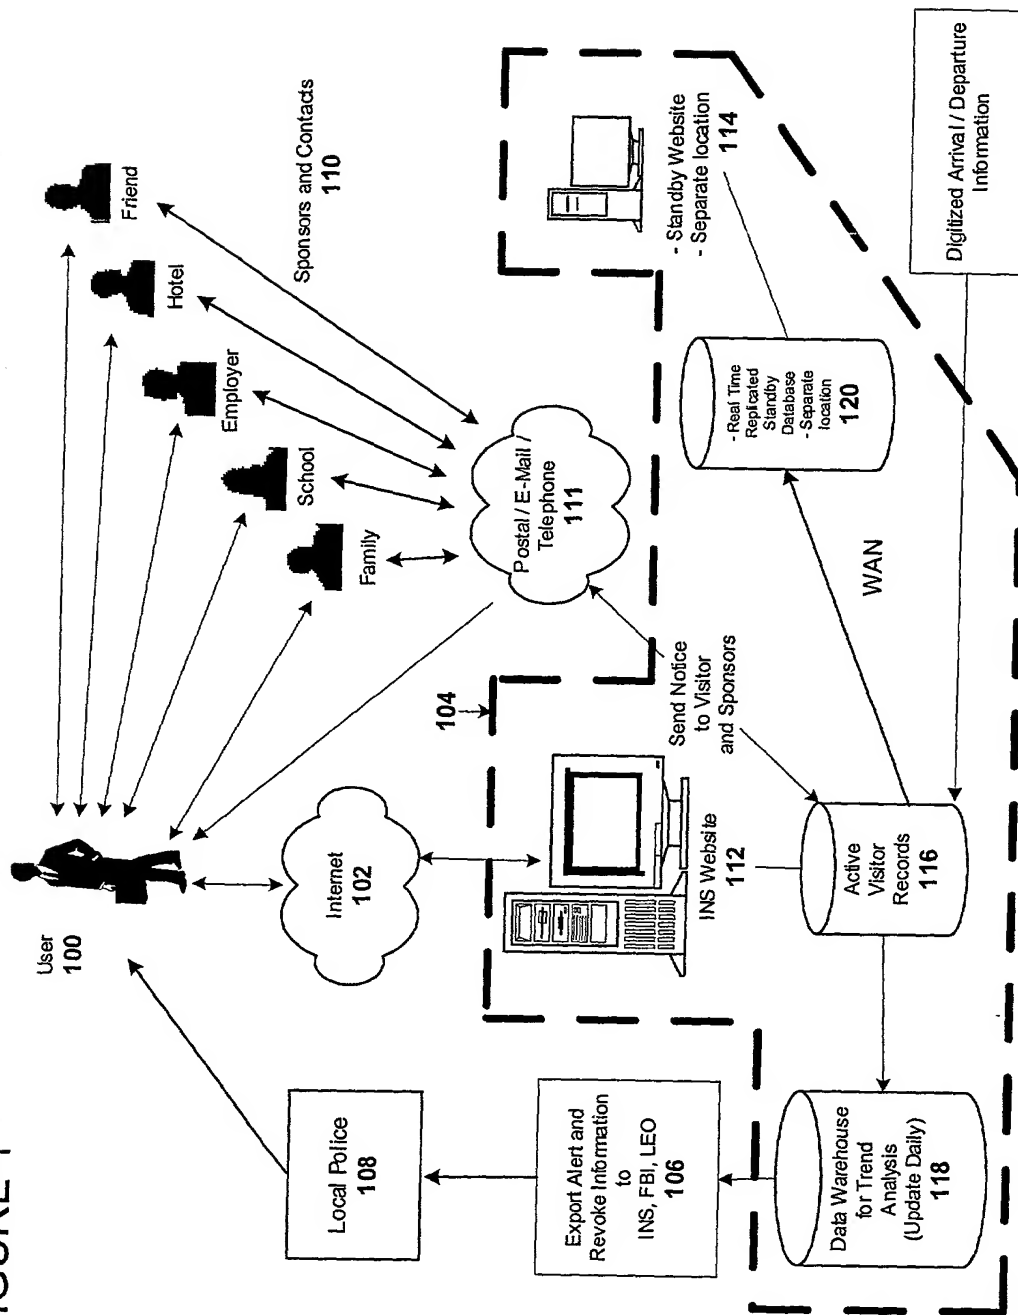 IGURE 1
User
100
Friend
Hotel
Employer
School
Family
Sponsors and Contacts
110
Internet
102
Postal / E-Mail /
Telephone
111
Local Police
108
104
Export Alert and
Revoke Information
to
INS, FBI, LEO
106
INS Website
112
Send Notice
to Visitor
and Sponsors
- Standby Website
- Separate location
114
Data Warehouse
for Trend
Analysis
(Update Daily)
118
Active
Visitor
Records
116
WAN
- Real Time
Replicated
Standby
Database
- Separate
location
120
Digitized Arrival / Departure
Information